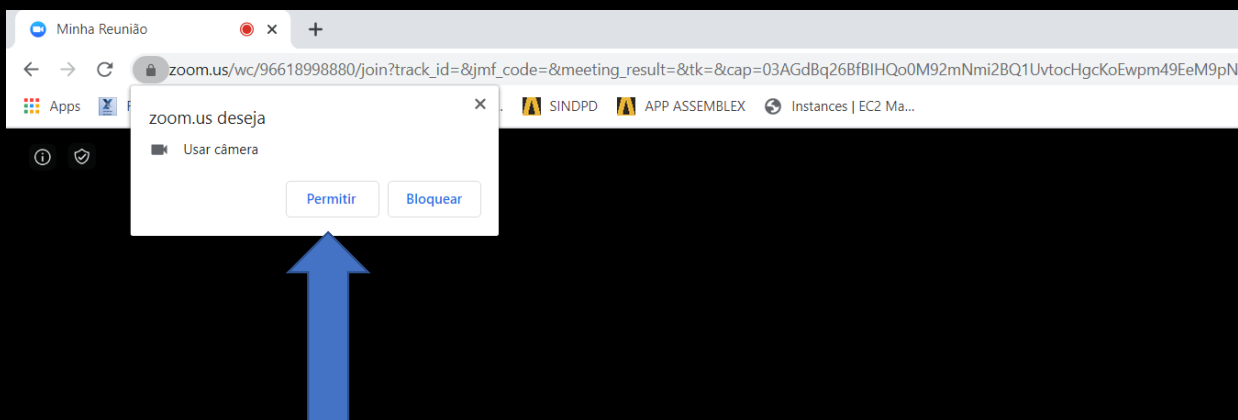 Minha Reunião
zoom.us/wc/96618998880/join?track_id=&jmf_code=&meeting_result=&tk=&cap=03AGdBq26BfBIHQo0M92mNmi2BQ1UvtocHgcKoEwpm49EeM9pN
Apps SINDPD APP ASSEMBLEX Instances | EC2 Ma...
zoom.us deseja
Usar câmera
Permitir Bloquear